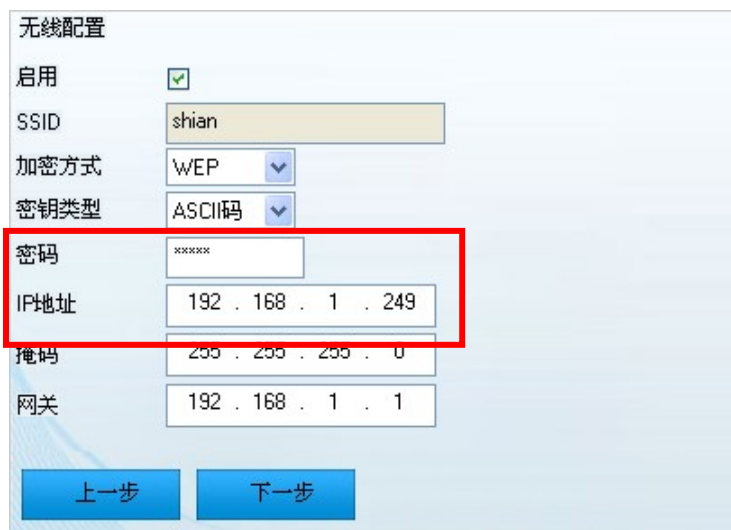 无线配置
启用
SSID shian
加密方式 WEP
密钥类型 ASCII码
密码 *****
IP地址 192 . 168 . 1 . 249
掩码 255 . 255 . 255 . 0
网关 192 . 168 . 1 . 1
上一步 下一步